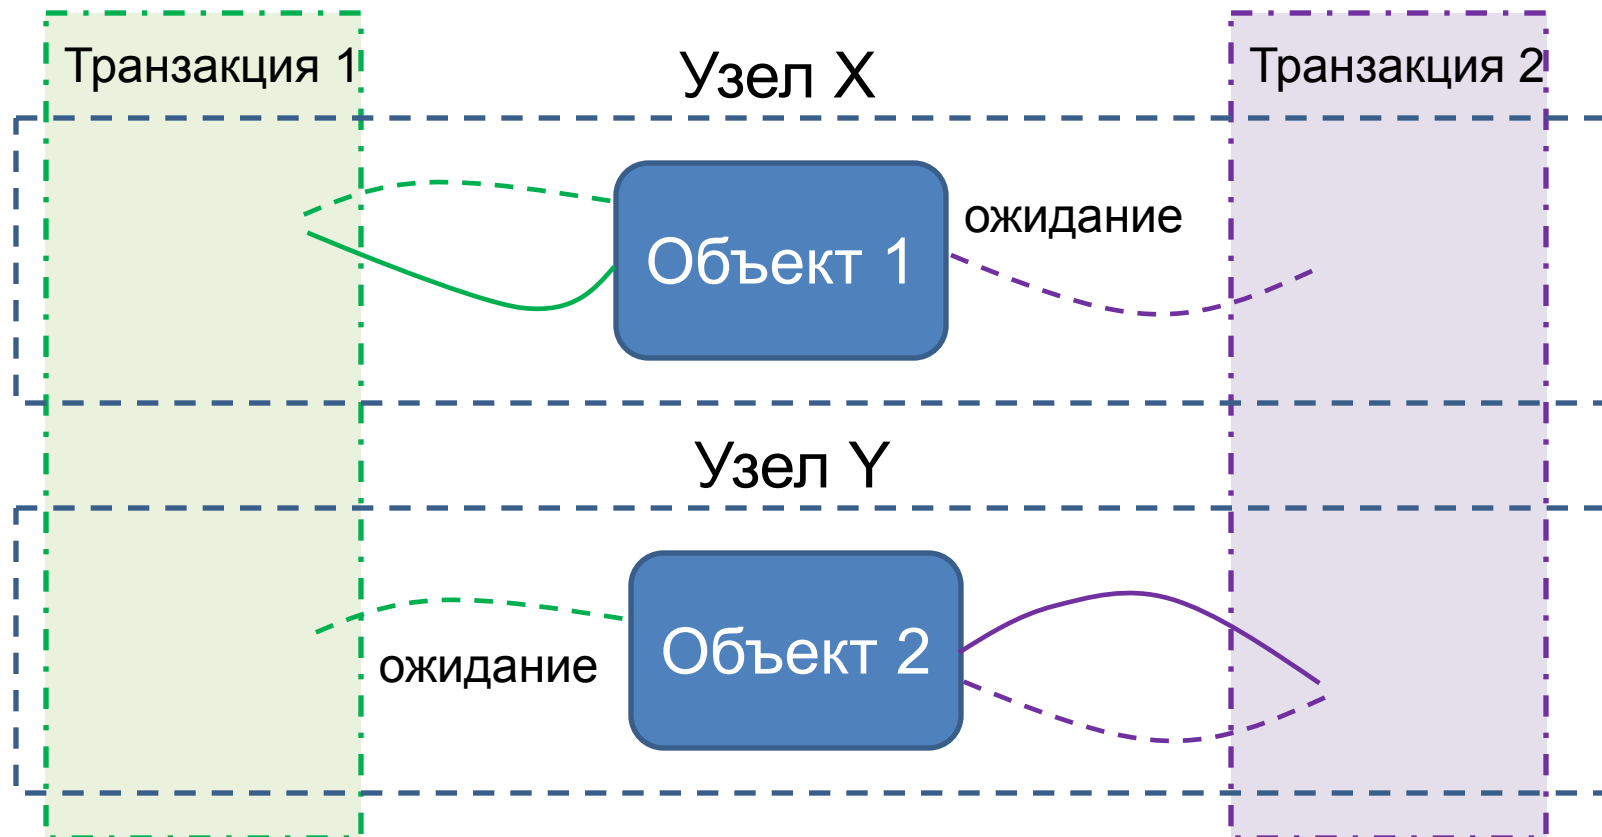 Транзакция 1
Узел X
Транзакция 2
Объект 1
ожидание
Узел Y
ожидание
Объект 2